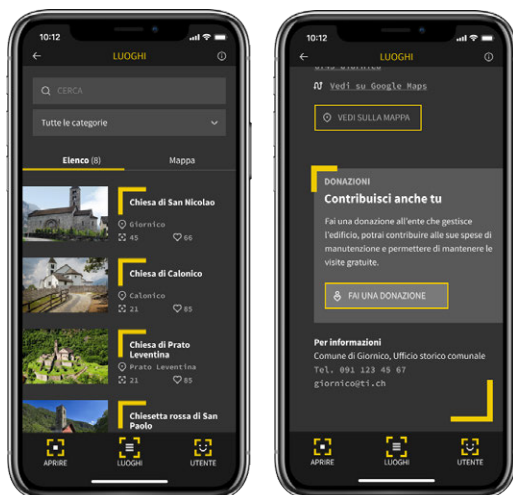 10:12
LUOGHI
CERCA
Tutte le categorie
Elenco (8)
Mappa
Chiesa di San Nicolao
Giornico
45 66
Chiesa di Calonico
Calonico
21 85
Chiesa di Prato
Leventina
Prato Leventina
21 85
Chiesetta rossa di San
Paolo
APRIRE
LUOGHI
UTENTE
10:12
LUOGHI
6745 Giornico
Vedi su Google Maps
VEDI SULLA MAPPA
DONAZIONI
Contribuisci anche tu
Fai una donazione all'ente che gestisce
l'edificio, potrai contribuire alle sue spese di
manutenzione e permettere di mantenere le
visite gratuite.
FAI UNA DONAZIONE
Per informazioni
Comune di Giornico, Ufficio storico comunale
Tel. 091 123 45 67
giornico@ti.ch
APRIRE
LUOGHI
UTENTE